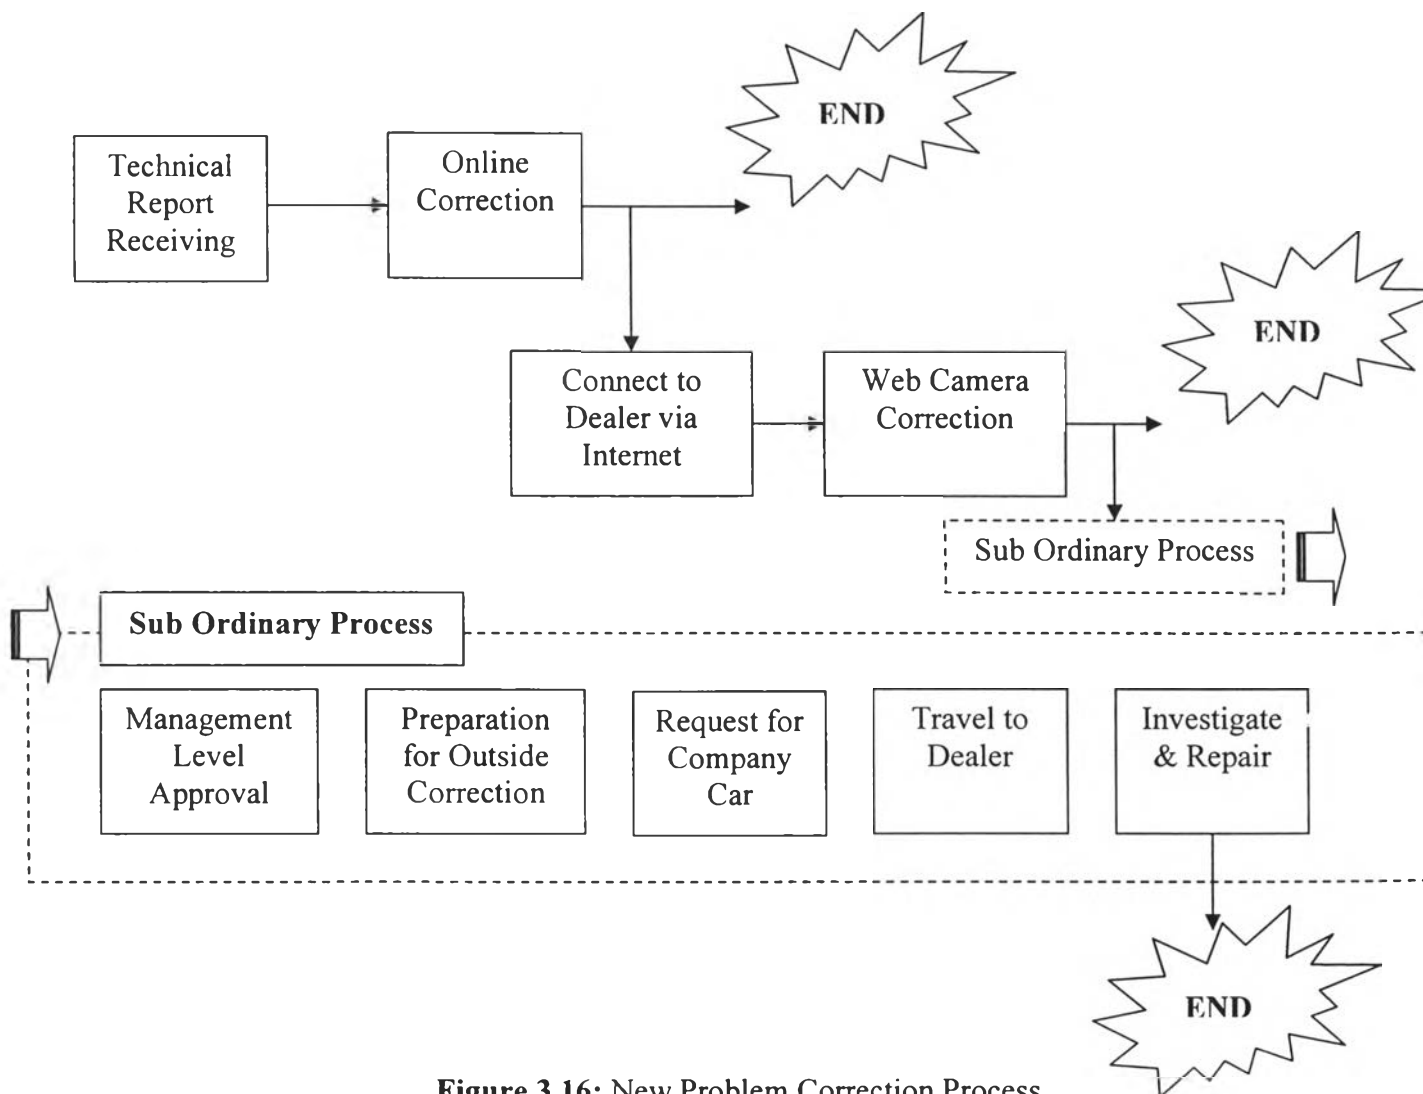 END
Technical
Report
Receiving
Online
Correction
END
Connect to
Dealer via
Internet
Web Camera
Correction
Sub Ordinary Process
Sub Ordinary Process
Management
Level
Approval
Preparation
for Outside
Correction
Request for
Company
Car
Travel to
Dealer
Investigate
& Repair
END
Figure 3.16: New Problem Correction Process